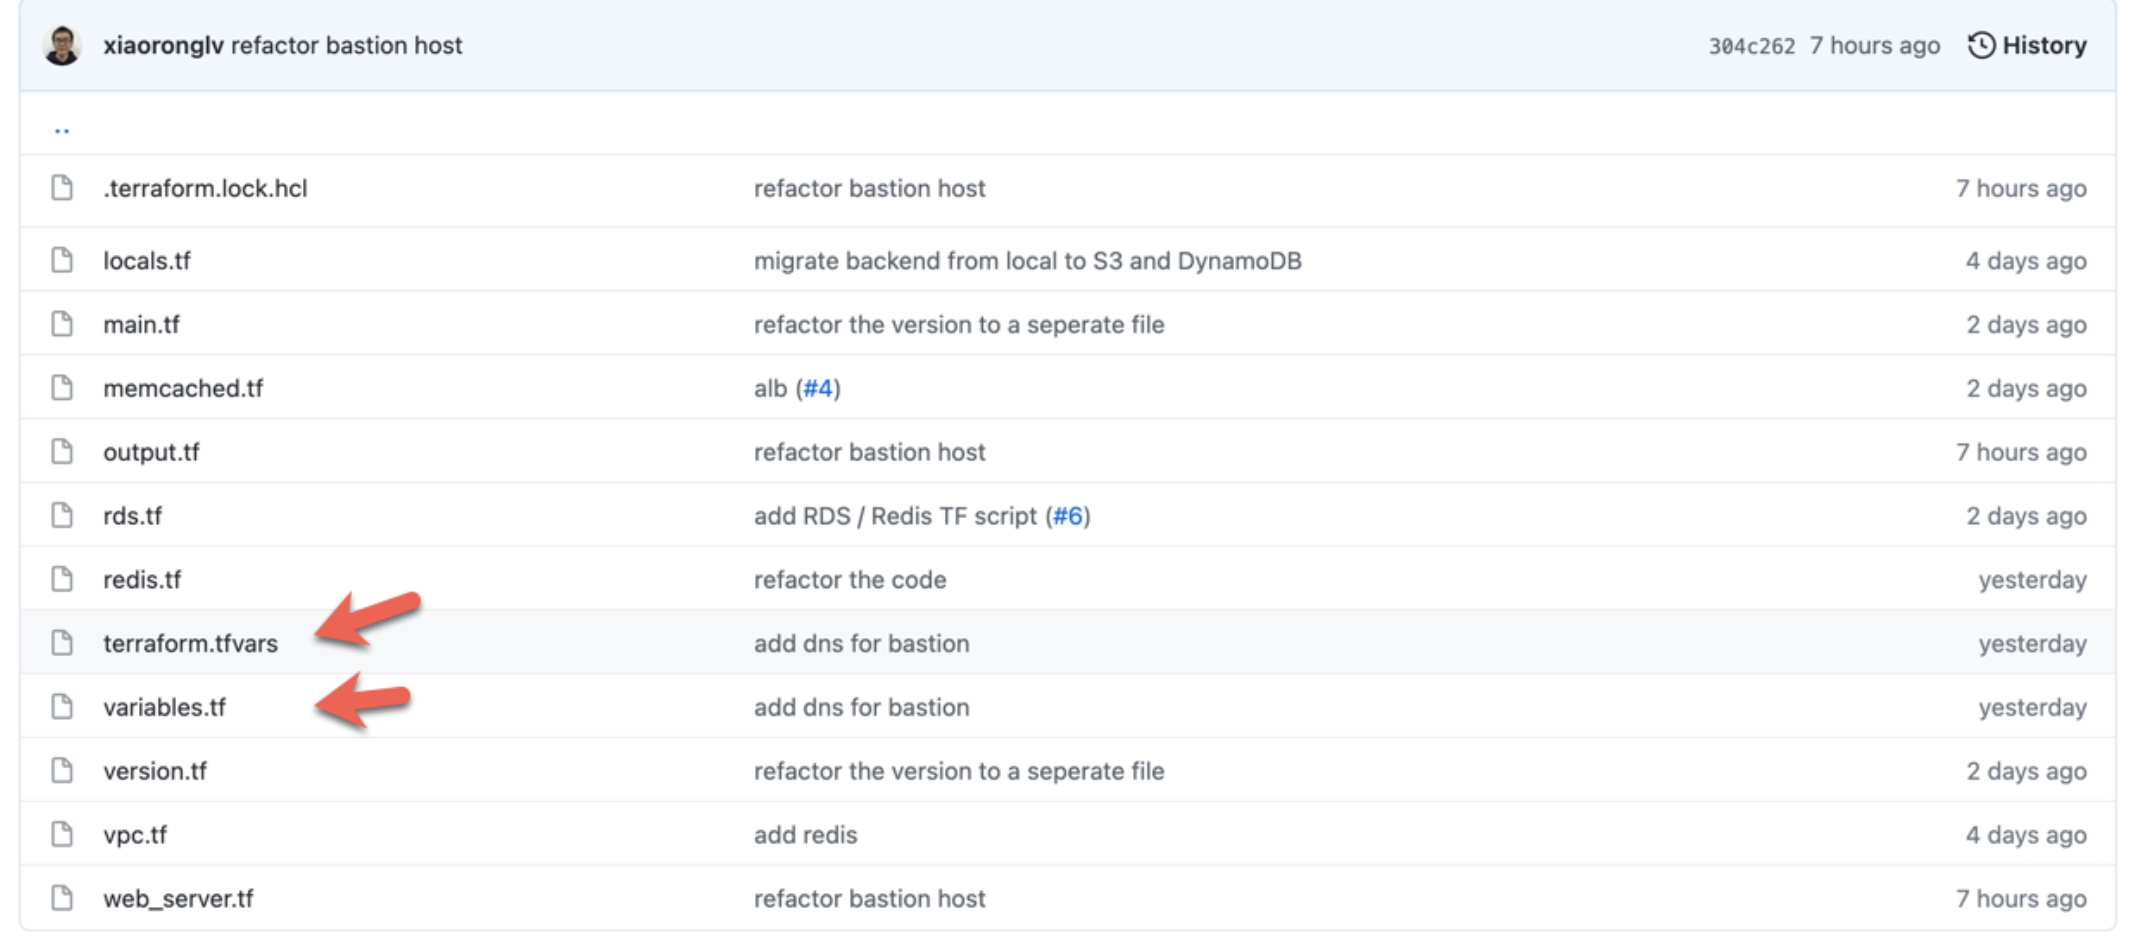 xiaoronglv refactor bastion host 304c262 7 hours ago History
..
.terraform.lock.hcl refactor bastion host 7 hours ago
locals.tf migrate backend from local to S3 and DynamoDB 4 days ago
main.tf refactor the version to a seperate file 2 days ago
memcached.tf alb (#4) 2 days ago
output.tf refactor bastion host 7 hours ago
rds.tf add RDS / Redis TF script (#6) 2 days ago
redis.tf refactor the code yesterday
terraform.tfvars add dns for bastion yesterday
variables.tf add dns for bastion yesterday
version.tf refactor the version to a seperate file 2 days ago
vpc.tf add redis 4 days ago
web_server.tf refactor bastion host 7 hours ago